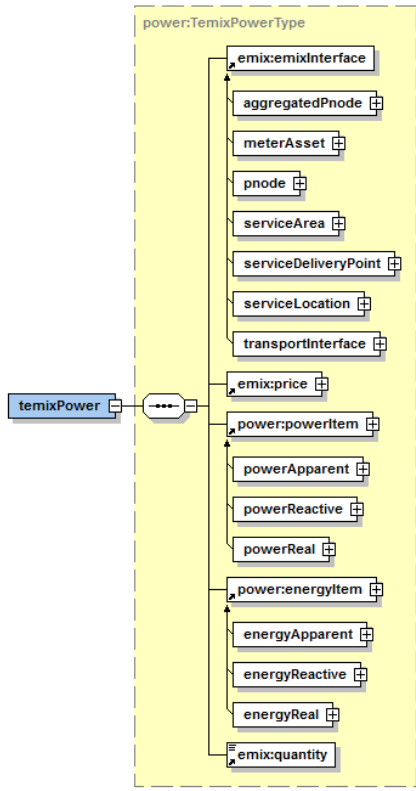 power:TemixPowerType
emix:emixInterface
aggregatedPnode
meterAsset
pnode
serviceArea
serviceDeliveryPoint
serviceLocation
transportInterface
emix:price
temixPower
power:powerItem
powerApparent
powerReactive
powerReal
power:energyItem
energyApparent
energyReactive
energyReal
emix:quantity